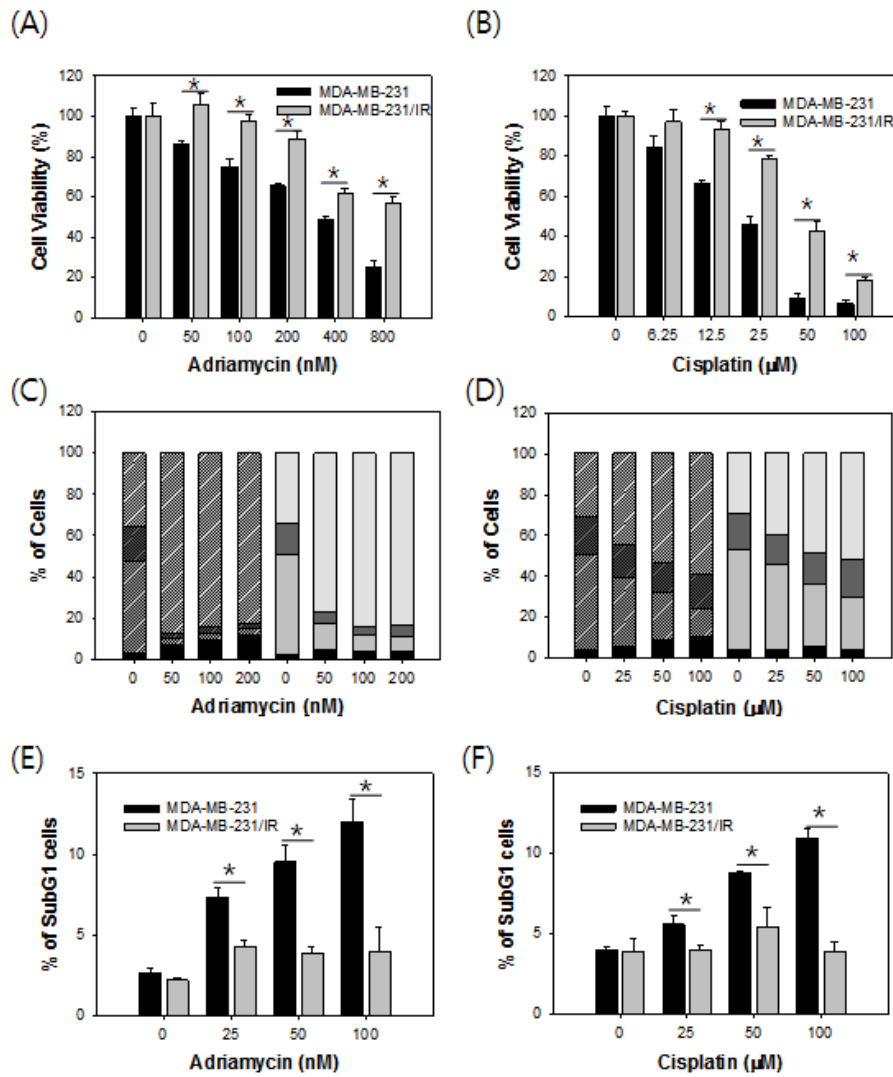 (A)
120
100
80
60
40
20
0
Cell Viability (%)
MDA-MB-231
MDA-MB-231/IR
* * * * *
0 50 100 200 400 800
Adriamycin (nM)
(B)
120
100
80
60
40
20
0
Cell Viability (%)
MDA-MB-231
MDA-MB-231/IR
* * * *
0 6.25 12.5 25 50 100
Cisplatin (µM)
(C)
120
100
80
60
40
20
0
% of Cells
0 50 100 200 0 50 100 200
Adriamycin (nM)
(D)
120
100
80
60
40
20
0
% of Cells
0 25 50 100 0 25 50 100
Cisplatin (µM)
(E)
15
10
5
0
% of SubG1 cells
MDA-MB-231
MDA-MB-231/IR
* * *
0 25 50 100
Adriamycin (nM)
(F)
15
10
5
0
% of SubG1 cells
MDA-MB-231
MDA-MB-231/IR
* * *
0 25 50 100
Cisplatin (µM)